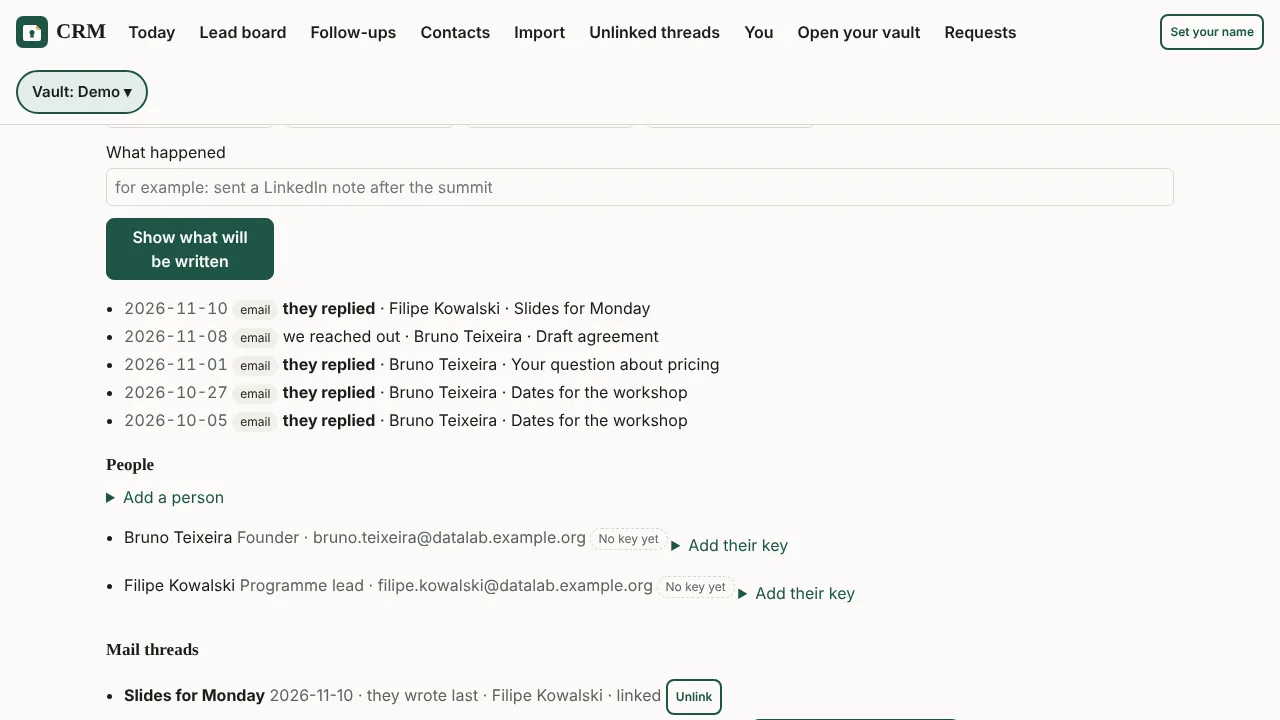 CRM Today Lead board Follow-ups Contacts Import Unlinked threads You Open your vault Requests Set your name
Vault: Demo ▾
What happened
for example: sent a LinkedIn note after the summit
Show what will
be written
2026-11-10 email they replied · Filipe Kowalski · Slides for Monday
2026-11-08 email we reached out · Bruno Teixeira · Draft agreement
2026-11-01 email they replied · Bruno Teixeira · Your question about pricing
2026-10-27 email they replied · Bruno Teixeira · Dates for the workshop
2026-10-05 email they replied · Bruno Teixeira · Dates for the workshop
People
▶ Add a person
Bruno Teixeira Founder · bruno.teixeira@datalab.example.org No key yet ▶ Add their key
Filipe Kowalski Programme lead · filipe.kowalski@datalab.example.org No key yet ▶ Add their key
Mail threads
Slides for Monday 2026-11-10 · they wrote last · Filipe Kowalski · linked Unlink